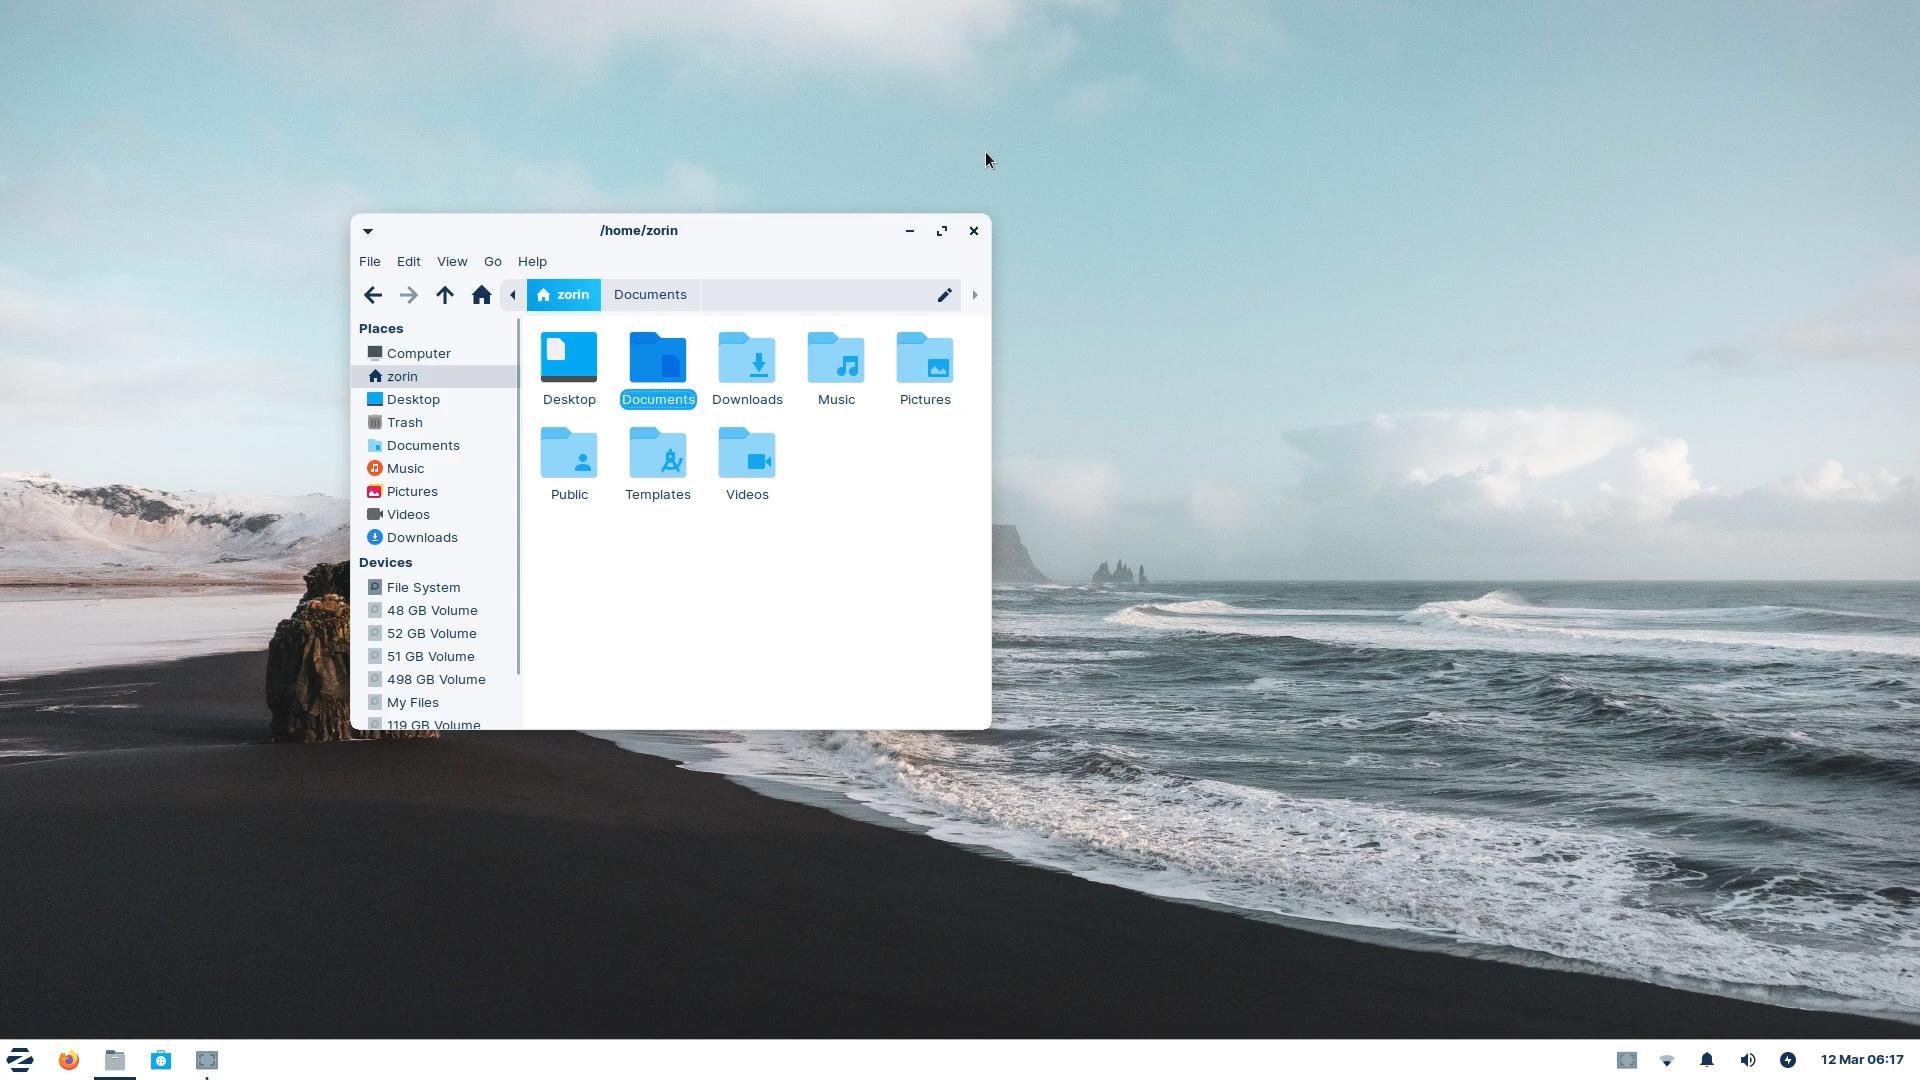 /home/zorin
File Edit View Go Help
zorin Documents
Places
Computer
zorin
Desktop
Trash
Documents
Music
Pictures
Videos
Downloads
Devices
File System
48 GB Volume
52 GB Volume
51 GB Volume
498 GB Volume
My Files
119 GB Volume
Desktop Documents Downloads Music Pictures
Public Templates Videos
12 Mar 06:17